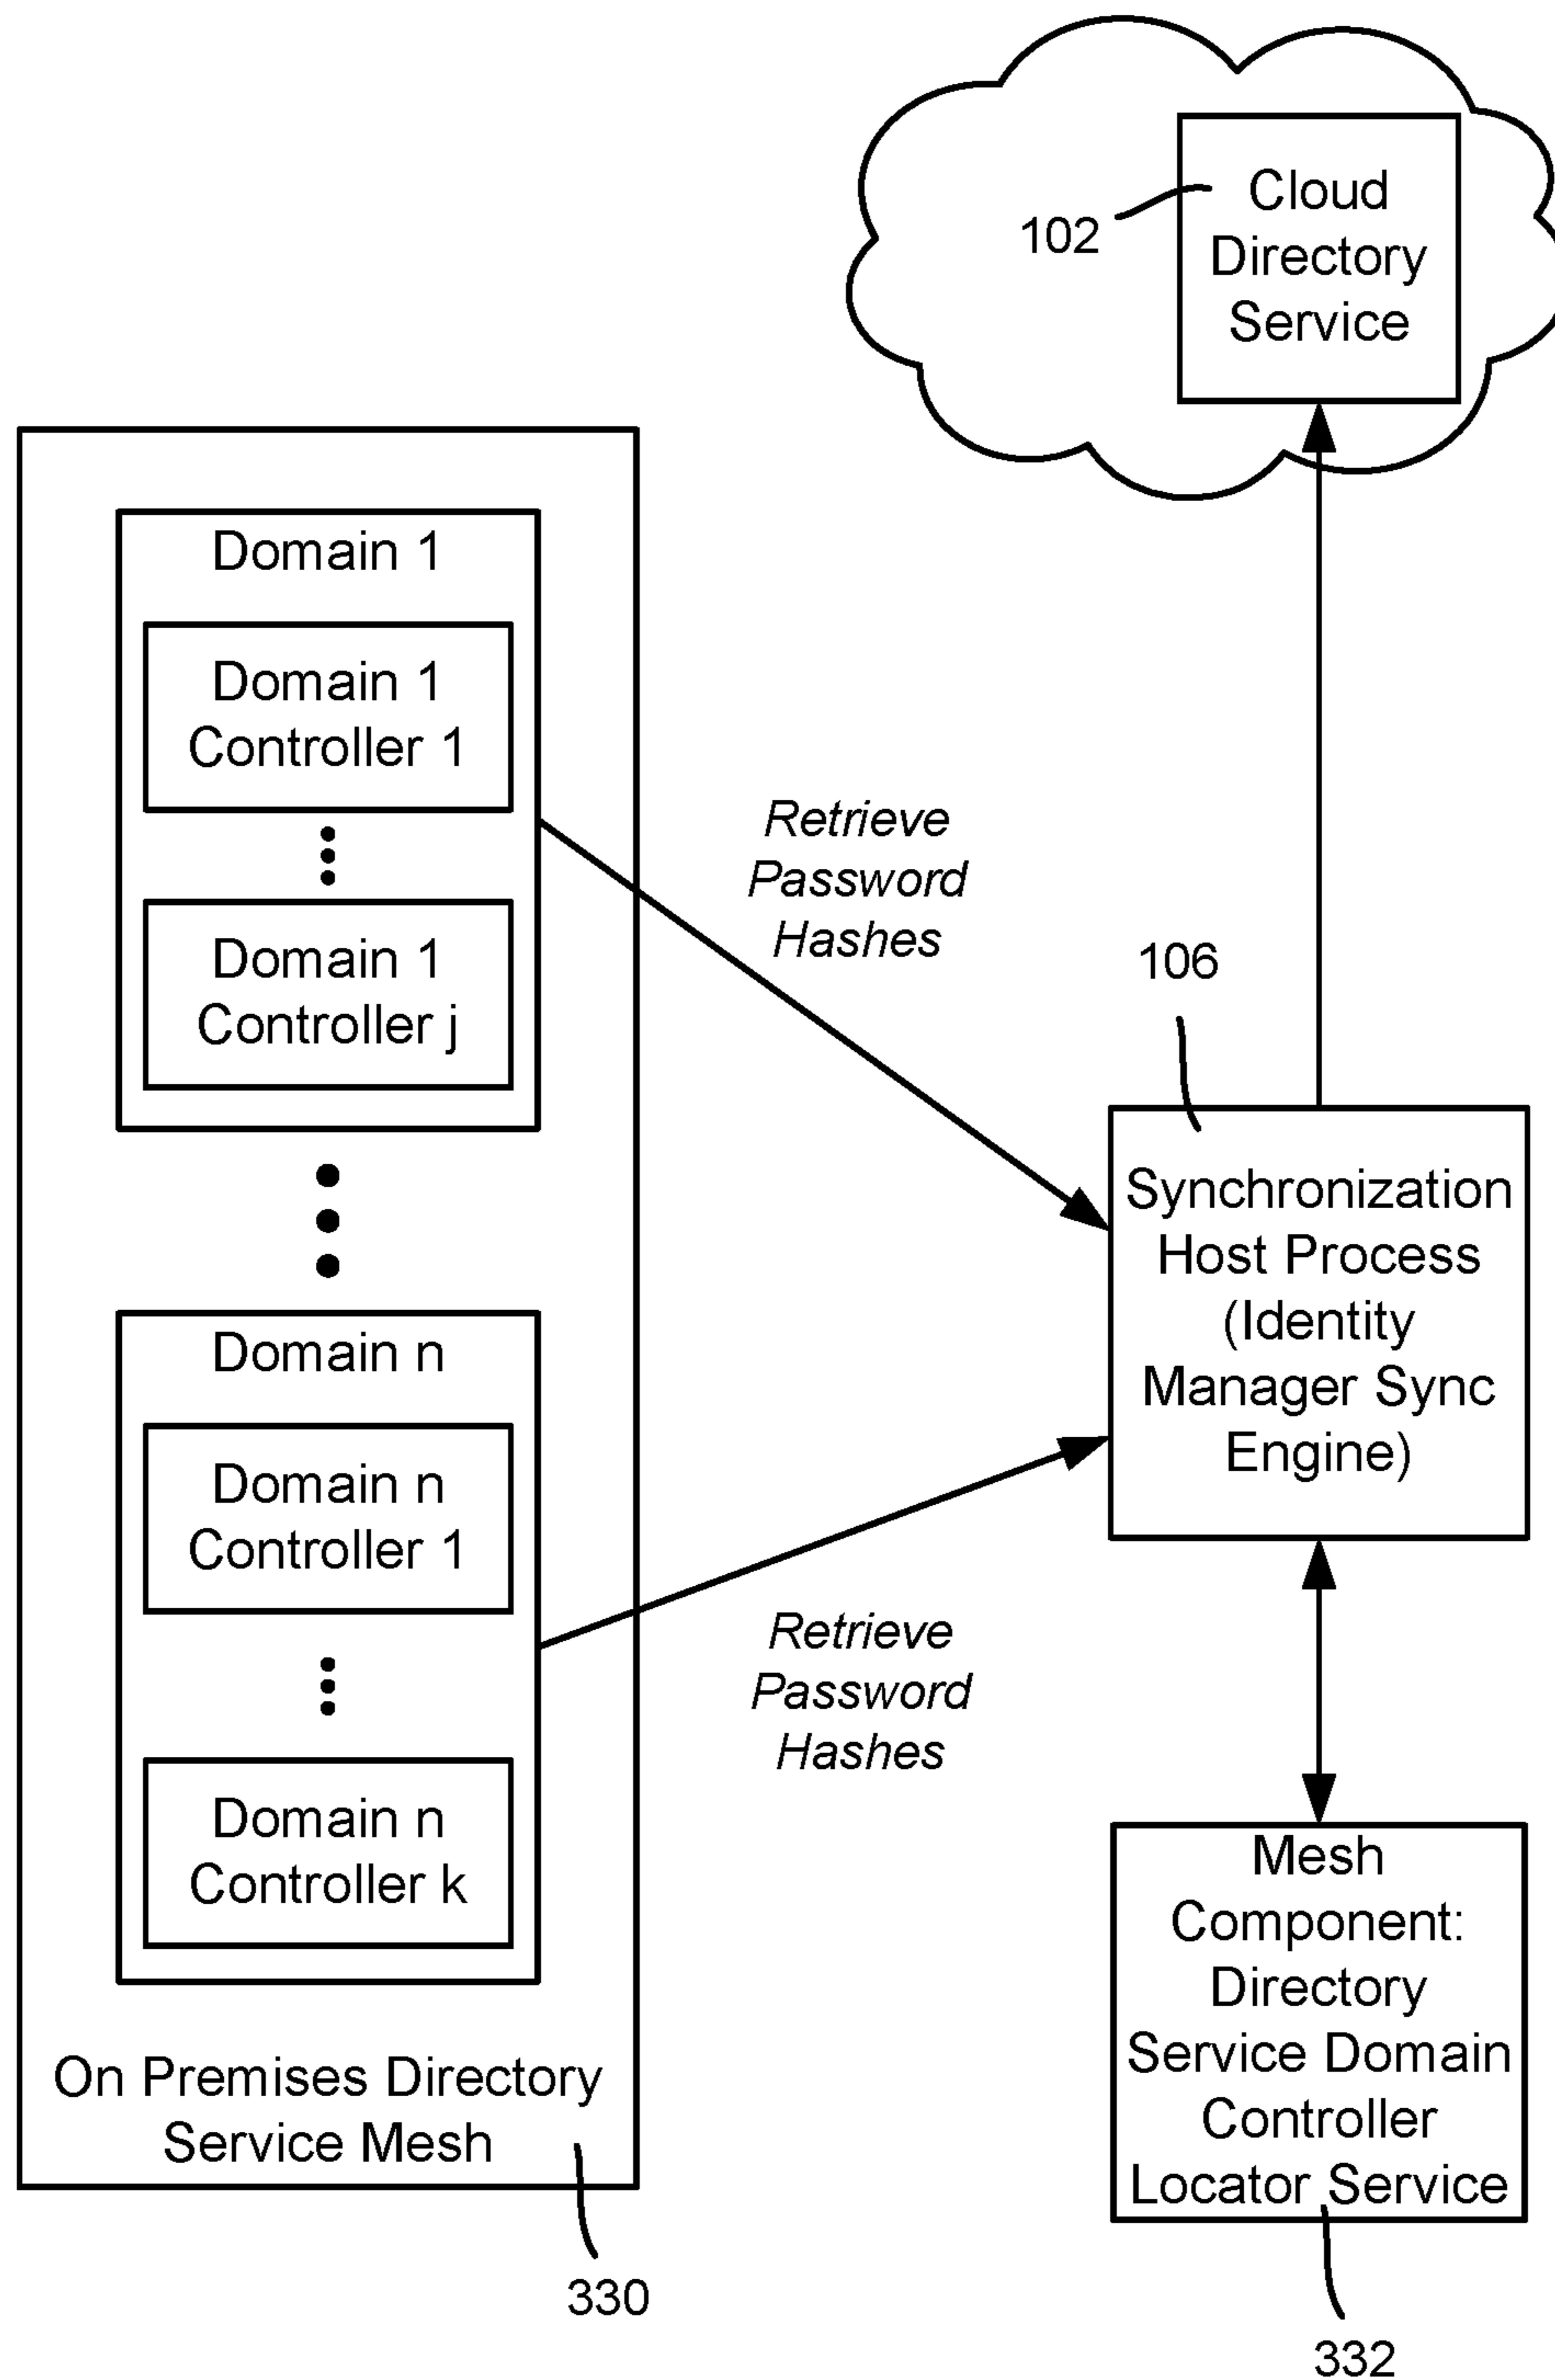 Cloud
Directory
Service
102
Domain 1
Domain 1
Controller 1
Domain 1
Controller j
Retrieve
Password
Hashes
106
Synchronization
Host Process
(Identity
Manager Sync
Engine)
Domain n
Domain n
Controller 1
Domain n
Controller k
Retrieve
Password
Hashes
Mesh
Component:
Directory
Service Domain
Controller
Locator Service
On Premises Directory
Service Mesh
330
332